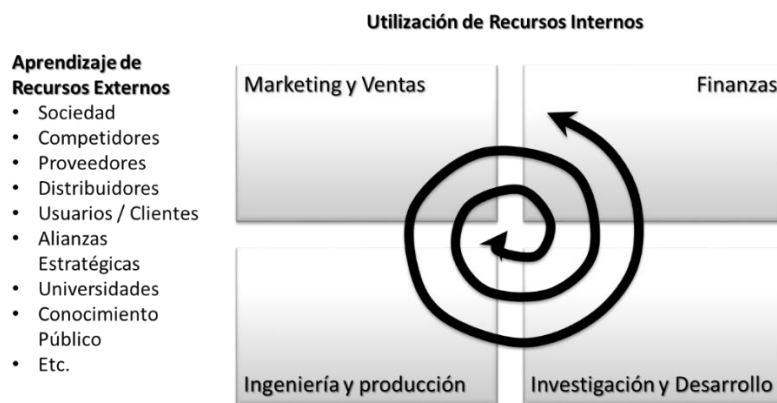 Utilización de Recursos Internos
Aprendizaje de
Recursos Externos
• Sociedad
• Competidores
• Proveedores
• Distribuidores
• Usuarios / Clientes
• Alianzas
Estratégicas
• Universidades
• Conocimiento
Público
• Etc.
Marketing y Ventas
Finanzas
Ingeniería y producción
Investigación y Desarrollo